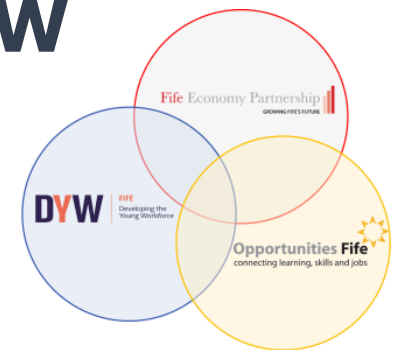 w
Fife Economy Partnership
GROWING FIFE'S FUTURE
DYW
FIFE
Developing the
Young Workforce
Opportunities Fife
connecting learning, skills and jobs